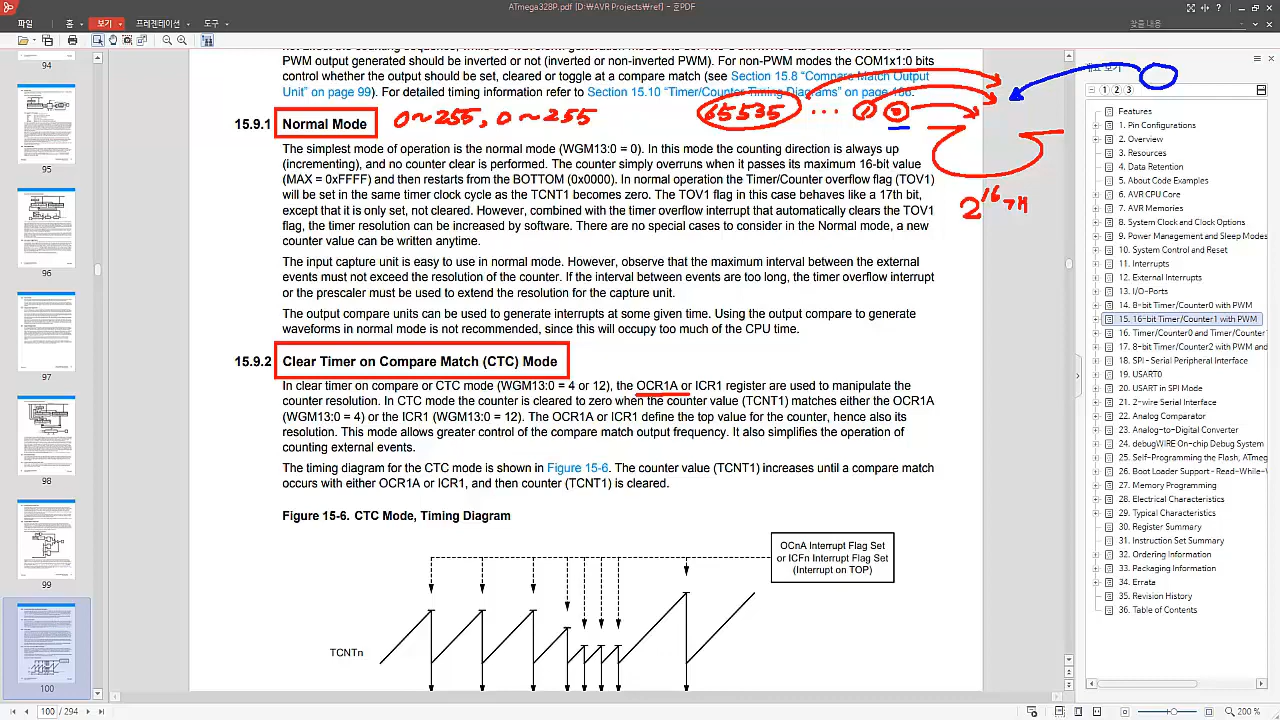 ATmega328P.pdf [D:\AVR Projects\ref] - 문PDF
파일
홈
보기
프레젠테이션
도구
찾을 내용
94
95
96
97
98
99
100
PWM output generated should be inverted or not (inverted or non-inverted PWM). For non-PWM modes the COM1x1:0 bits
control whether the output should be set, cleared or toggle at a compare match (see Section 15.8 “Compare Match Output
Unit” on page 99). For detailed timing information refer to Section 15.10 “Timer/Counter Timing Diagrams” on page 106.
65535
0 0
15.9.1 Normal Mode
0~255 0~255
The simplest mode of operation is the normal mode (WGM13:0 = 0). In this mode the counting direction is always up
(incrementing), and no counter clear is performed. The counter simply overruns when it passes its maximum 16-bit value
(MAX = 0xFFFF) and then restarts from the BOTTOM (0x0000). In normal operation the Timer/Counter overflow flag (TOV1)
will be set in the same timer clock cycle as the TCNT1 becomes zero. The TOV1 flag in this case behaves like a 17th bit,
except that it is only set, not cleared. However, combined with the timer overflow interrupt that automatically clears the TOV1
2^16 개
flag, the timer resolution can be increased by software. There are no special cases to consider in the Normal mode, a new
counter value can be written anytime.
The input capture unit is easy to use in normal mode. However, observe that the maximum interval between the external
events must not exceed the resolution of the counter. If the interval between events are too long, the timer overflow interrupt
or the prescaler must be used to extend the resolution for the capture unit.
The output compare units can be used to generate interrupts at some given time. Using the output compare to generate
waveforms in normal mode is not recommended, since this will occupy too much of the CPU time.
15.9.2 Clear Timer on Compare Match (CTC) Mode
In clear timer on compare or CTC mode (WGM13:0 = 4 or 12), the OCR1A or ICR1 register are used to manipulate the
counter resolution. In CTC mode the counter is cleared to zero when the counter value (TCNT1) matches either the OCR1A
(WGM13:0 = 4) or the ICR1 (WGM13:0 = 12). The OCR1A or ICR1 define the top value for the counter, hence also its
resolution. This mode allows greater control of the compare match output frequency. It also simplifies the operation of
counting external events.
The timing diagram for the CTC mode is shown in Figure 15-6. The counter value (TCNT1) increases until a compare match
occurs with either OCR1A or ICR1, and then counter (TCNT1) is cleared.
Figure 15-6. CTC Mode, Timing Diagram
OCnA Interrupt Flag Set
or ICFn Interrupt Flag Set
(Interrupt on TOP)
TCNTn
1 2 3
Features
1. Pin Configurations
2. Overview
3. Resources
4. Data Retention
5. About Code Examples
6. AVR CPU Core
7. AVR Memories
8. System Clock and Clock Options
9. Power Management and Sleep Modes
10. System Control and Reset
11. Interrupts
12. External Interrupts
13. I/O-Ports
14. 8-bit Timer/Counter0 with PWM
15. 16-bit Timer/Counter1 with PWM
16. Timer/Counter0 and Timer/Counter
17. 8-bit Timer/Counter2 with PWM and
18. SPI - Serial Peripheral Interface
19. USART0
20. USART in SPI Mode
21. 2-wire Serial Interface
22. Analog Comparator
23. Analog-to-Digital Converter
24. debugWIRE On-chip Debug System
25. Self-Programming the Flash, ATmega
26. Boot Loader Support – Read-While-
27. Memory Programming
28. Electrical Characteristics
29. Typical Characteristics
30. Register Summary
31. Instruction Set Summary
32. Ordering Information
33. Packaging Information
34. Errata
35. Revision History
36. Table of Contents
100 / 294
200 %